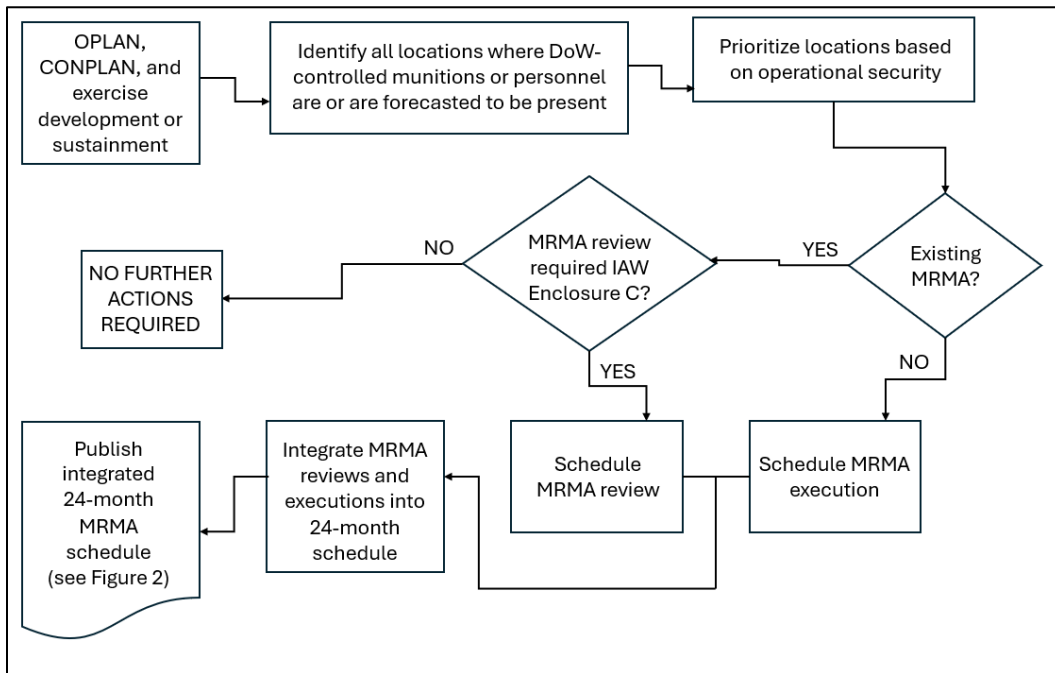 OPLAN,
CONPLAN, and
exercise
development or
sustainment
Identify all locations where DoW-
controlled munitions or personnel
are or are forecasted to be present
Prioritize locations based
on operational security
Existing
MRMA?
YES
MRMA review
required IAW
Enclosure C?
NO
NO FURTHER
ACTIONS
REQUIRED
YES
NO
Schedule
MRMA review
Schedule MRMA
execution
Integrate MRMA
reviews and
executions into
24-month
schedule
Publish
integrated
24-month
MRMA
schedule
(see Figure 2)